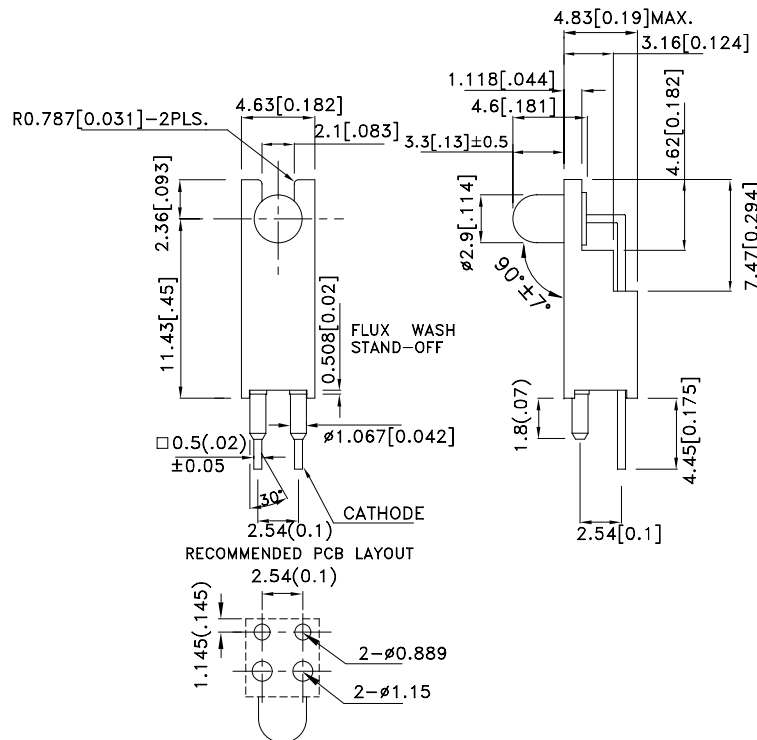 4.83[0.19]MAX.
3.16[0.124]
1.118[.044]
4.6[.181]
4.63[0.182]
R0.787[0.031]-2PLS.
2.1[.083]
3.3[.13]±0.5
4.62[0.182]
2.36[.093]
ø2.9[.114]
7.47[0.294]
90°±7°
11.43[.45]
0.508[0.02]
FLUX WASH
STAND-OFF
1.8(.07)
4.45[0.175]
ø1.067[0.042]
□0.5(.02)
±0.05
30°
CATHODE
2.54(0.1)
2.54[0.1]
RECOMMENDED PCB LAYOUT
2.54(0.1)
1.145(.145)
2-ø0.889
2-ø1.15